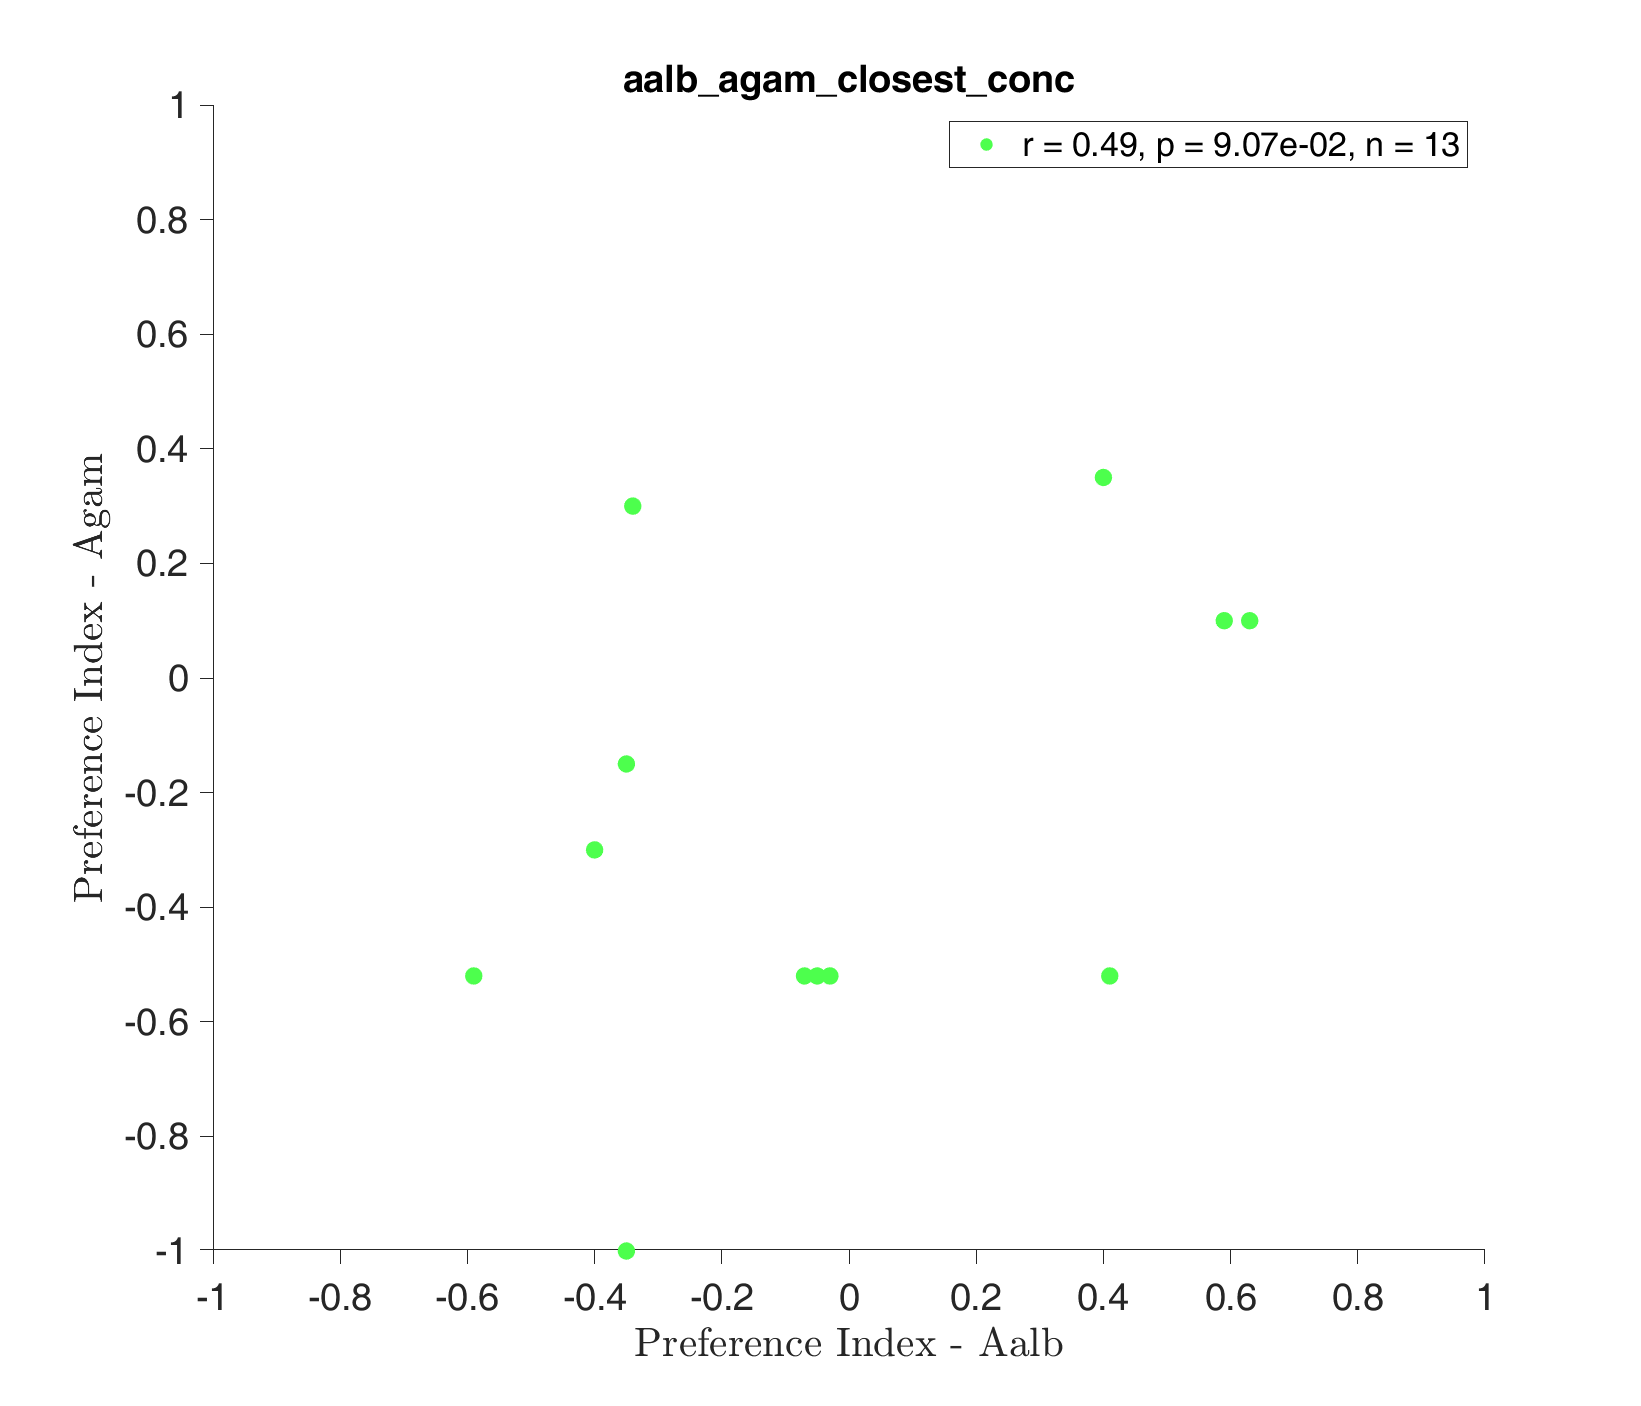 aalb_agam_closest_conc
r = 0.49, p = 9.07e-02, n = 13
1
0.8
0.6
0.4
0.2
0
-0.2
-0.4
-0.6
-0.8
-1
Preference Index - Agam
-1 -0.8 -0.6 -0.4 -0.2 0 0.2 0.4 0.6 0.8 1
Preference Index - Aalb